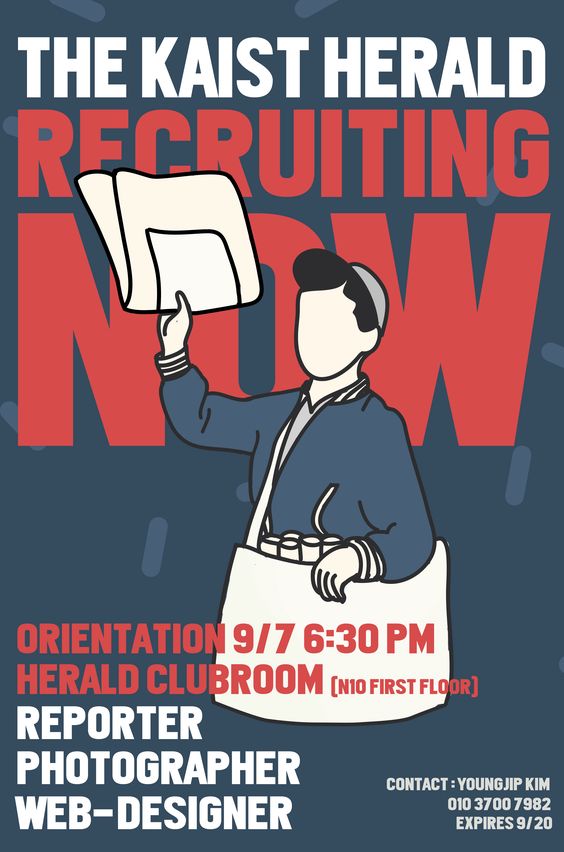 THE KAIST HERALD
RECRUITING
NOW
ORIENTATION 9/7 6:30 PM
HERALD CLUBROOM (N10 FIRST FLOOR)
REPORTER
PHOTOGRAPHER
WEB-DESIGNER
CONTACT : YOUNGJIP KIM
010 3700 7982
EXPIRES 9/20